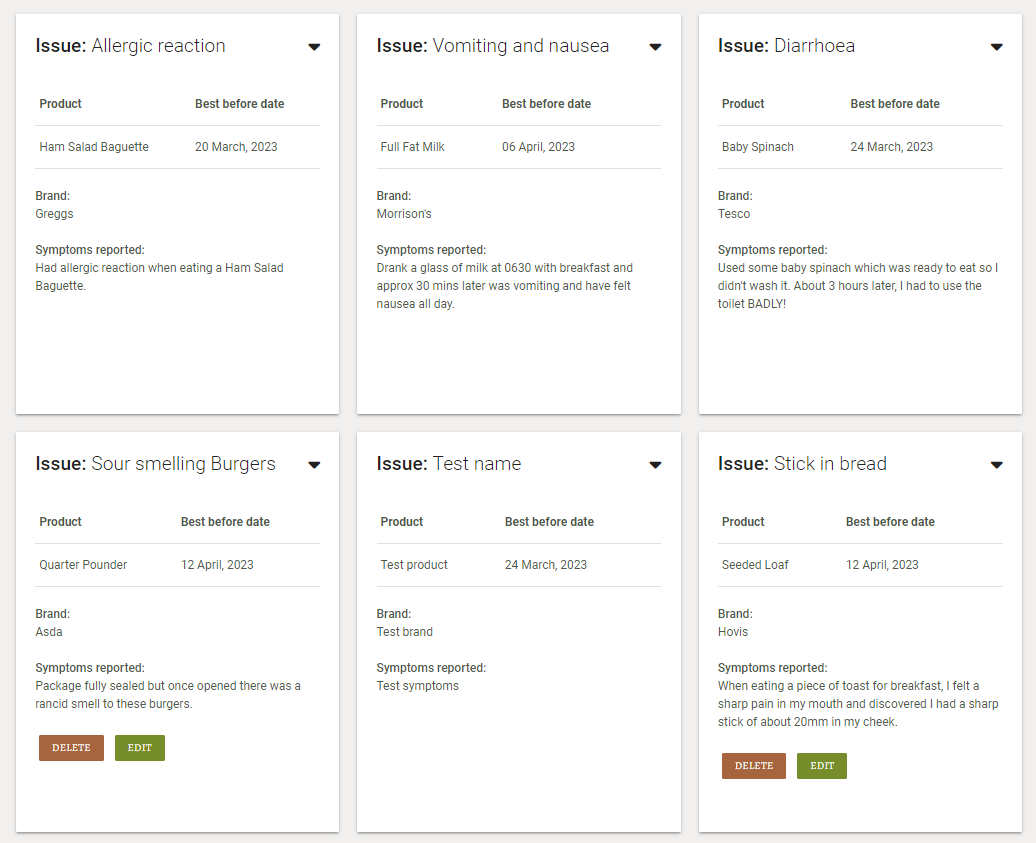 Issue: Allergic reaction
Product Best before date
Ham Salad Baguette 20 March, 2023
Brand:
Greggs
Symptoms reported:
Had allergic reaction when eating a Ham Salad
Baguette.
Issue: Vomiting and nausea
Product Best before date
Full Fat Milk 06 April, 2023
Brand:
Morrison's
Symptoms reported:
Drank a glass of milk at 0630 with breakfast and
approx 30 mins later was vomiting and have felt
nausea all day.
Issue: Diarrhoea
Product Best before date
Baby Spinach 24 March, 2023
Brand:
Tesco
Symptoms reported:
Used some baby spinach which was ready to eat so I
didn't wash it. About 3 hours later, I had to use the
toilet BADLY!
Issue: Sour smelling Burgers
Product Best before date
Quarter Pounder 12 April, 2023
Brand:
Asda
Symptoms reported:
Package fully sealed but once opened there was a
rancid smell to these burgers.
DELETE EDIT
Issue: Test name
Product Best before date
Test product 24 March, 2023
Brand:
Test brand
Symptoms reported:
Test symptoms
Issue: Stick in bread
Product Best before date
Seeded Loaf 12 April, 2023
Brand:
Hovis
Symptoms reported:
When eating a piece of toast for breakfast, I felt a
sharp pain in my mouth and discovered I had a sharp
stick of about 20mm in my cheek.
DELETE EDIT